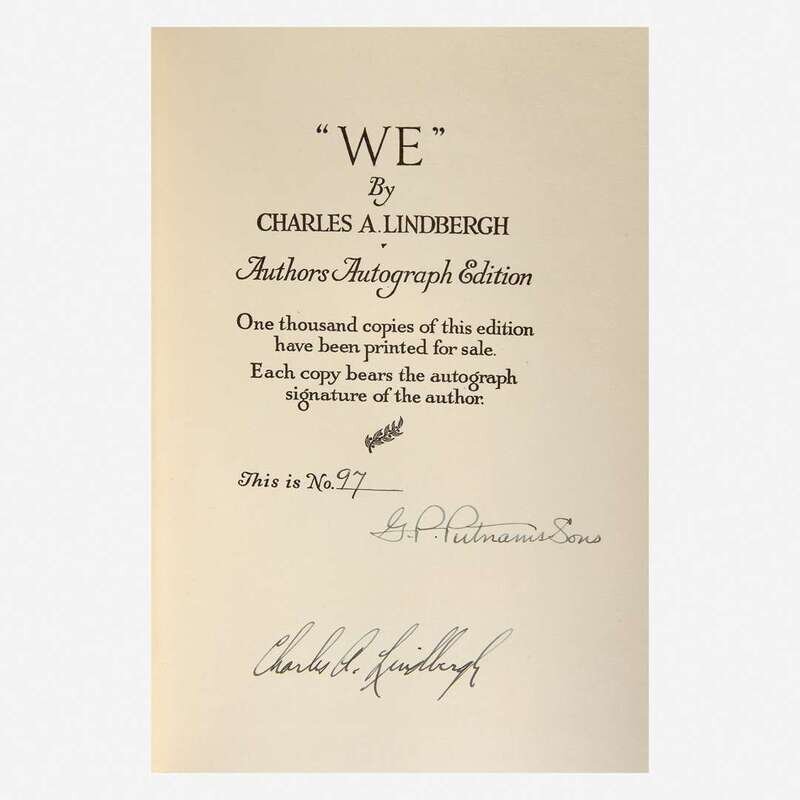 “WE”
By
CHARLES A. LINDBERGH
Authors Autograph Edition
One thousand copies of this edition
have been printed for sale.
Each copy bears the autograph
signature of the author.
This is No. 97
G. P. Putnams Sons
Charles A. Lindbergh